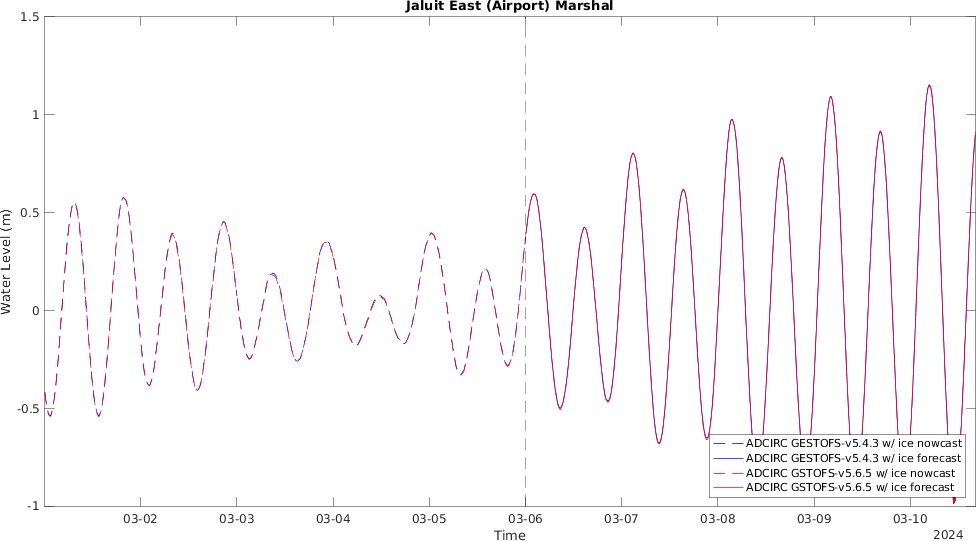 Jaluit East (Airport) Marshal
1.5
1
0.5
0
-0.5
-1
Water Level (m)
ADCIRC GESTOFS-v5.4.3 w/ ice nowcast
ADCIRC GESTOFS-v5.4.3 w/ ice forecast
ADCIRC GSTOFS-v5.6.5 w/ ice nowcast
ADCIRC GSTOFS-v5.6.5 w/ ice forecast
03-02 03-03 03-04 03-05 03-06 03-07 03-08 03-09 03-10
Time
2024